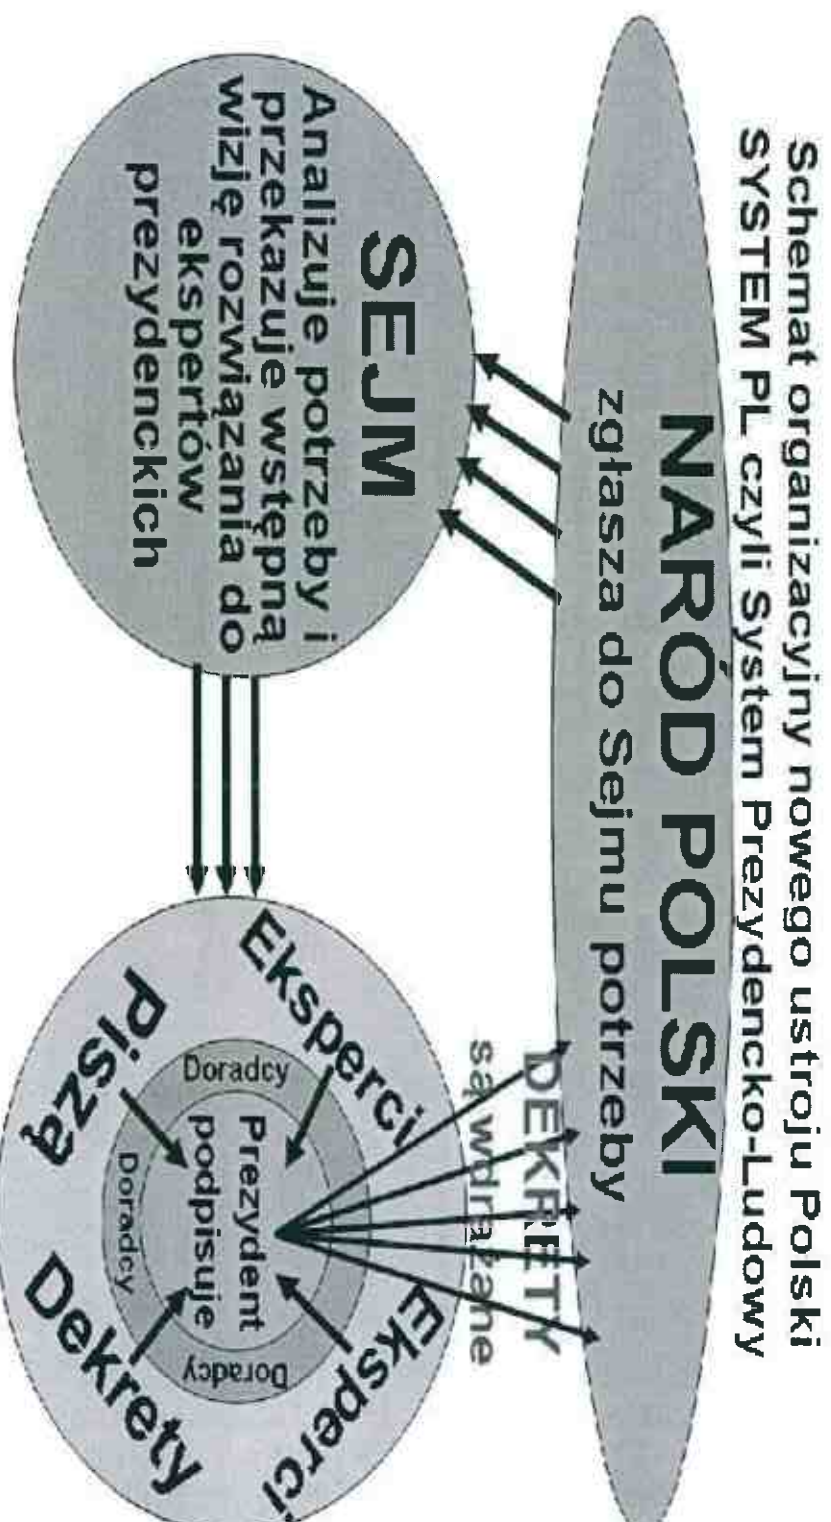 Schemat organizacyjny nowego ustroju Polski
SYSTEM PL czyli System Prezydencko-Ludowy
NARÓD POLSKI
zgłasza do Sejmu potrzeby
SEJM
Analizuje potrzeby i
przekazuje wstępną
wizję rozwiązania do
ekspertów
prezydenckich
DEKRETY
są wdrażane
Eksperci
Eksperci
Piszą
Dekrety
Doradcy
Doradcy
Doradcy
Prezydent
podpisuje